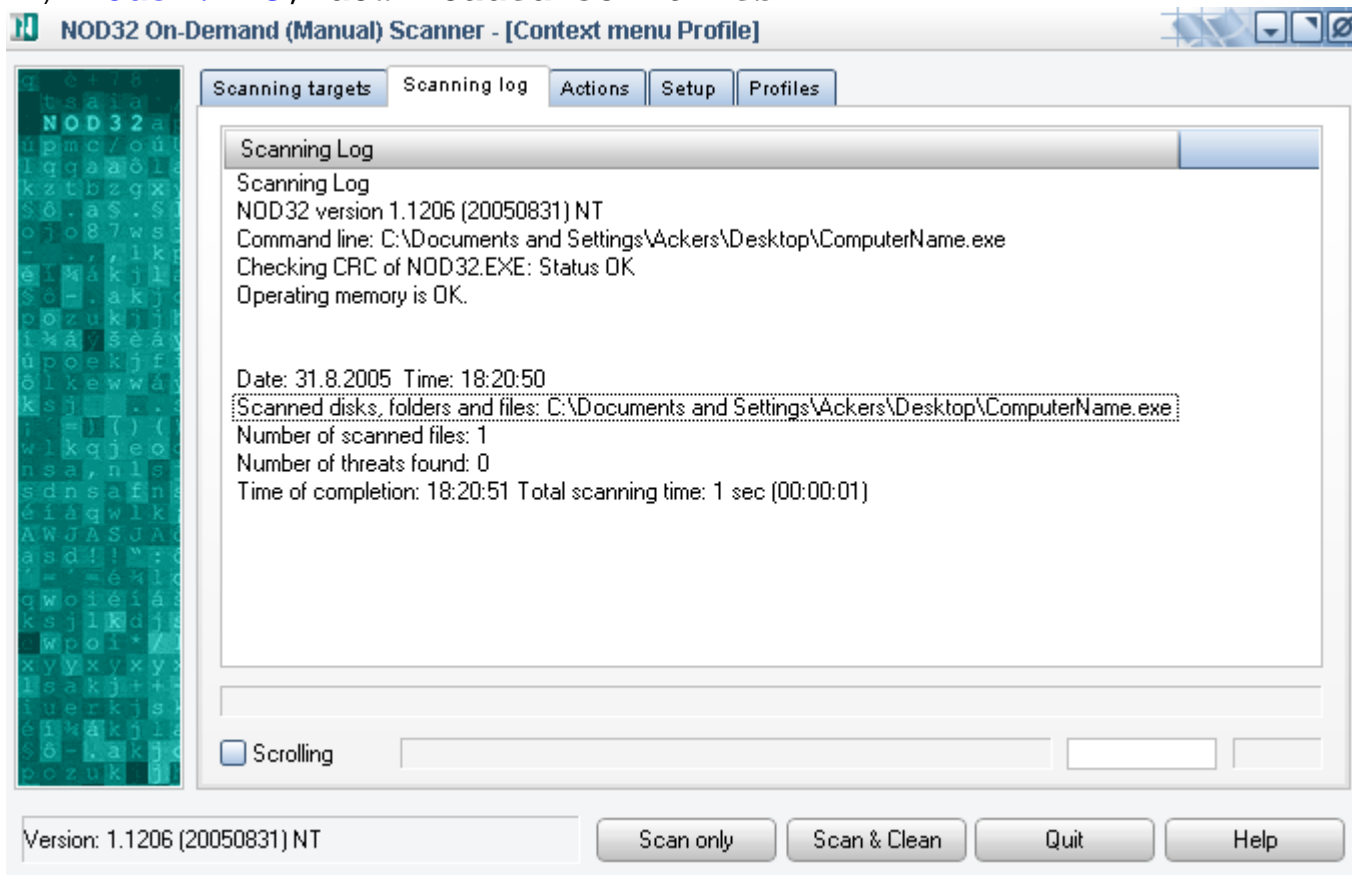 NOD32 On-Demand (Manual) Scanner - [Context menu Profile]
Scanning targets
Scanning log
Actions
Setup
Profiles
NOD32
Scanning Log
Scanning Log
NOD32 version 1.1206 (20050831) NT
Command line: C:\Documents and Settings\Ackers\Desktop\ComputerName.exe
Checking CRC of NOD32.EXE: Status OK
Operating memory is OK.
Date: 31.8.2005 Time: 18:20:50
Scanned disks, folders and files: C:\Documents and Settings\Ackers\Desktop\ComputerName.exe
Number of scanned files: 1
Number of threats found: 0
Time of completion: 18:20:51 Total scanning time: 1 sec (00:00:01)
Scrolling
Version: 1.1206 (20050831) NT
Scan only
Scan & Clean
Quit
Help